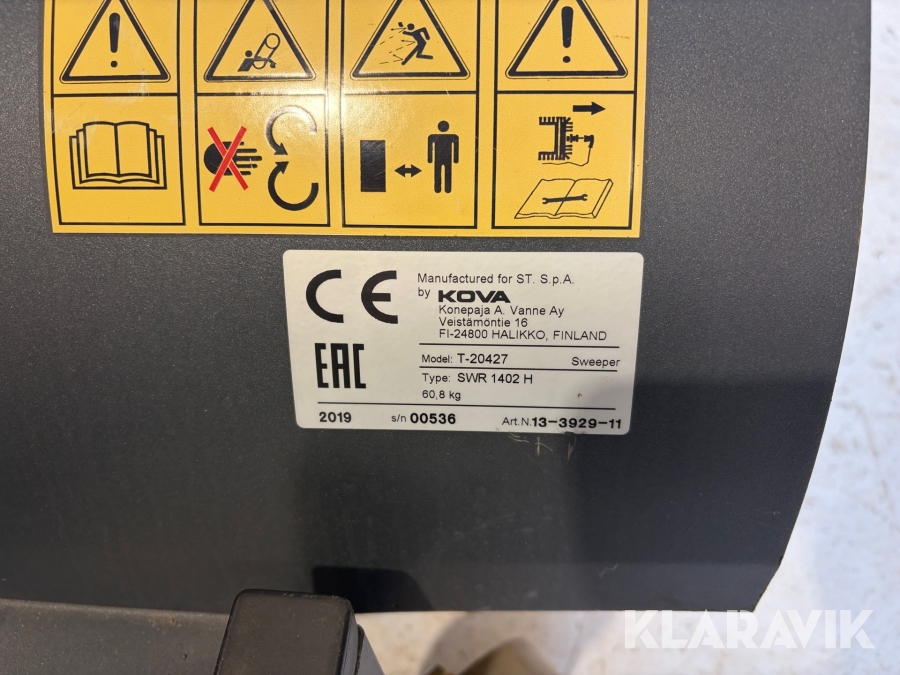 CE
Manufactured for ST. S.p.A.
by KOVA
Konepaja A. Vanne Ay
Veistämöntie 16
FI-24800 HALIKKO, FINLAND
EAC
Model: T-20427 Sweeper
Type: SWR 1402 H
60,8 kg
2019 s/n 00536 Art.N.13-3929-11
KLARAVIK